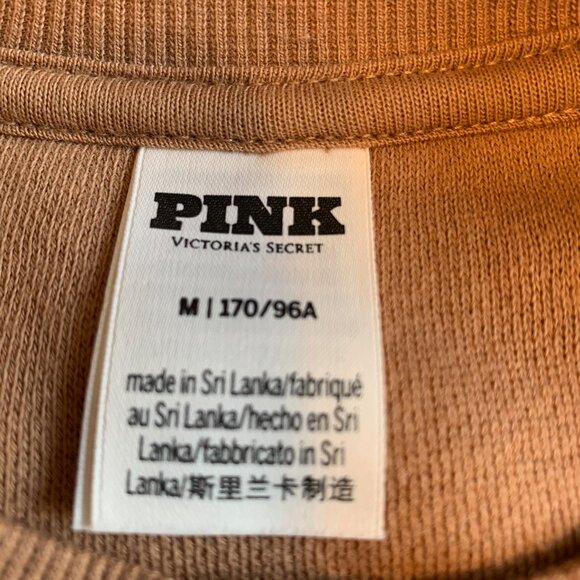 PINK
VICTORIA'S SECRET
M | 170/96A
made in Sri Lanka/fabriqué
au Sri Lanka/hecho en Sri
Lanka/fabbricato in Sri
Lanka/斯里兰卡制造